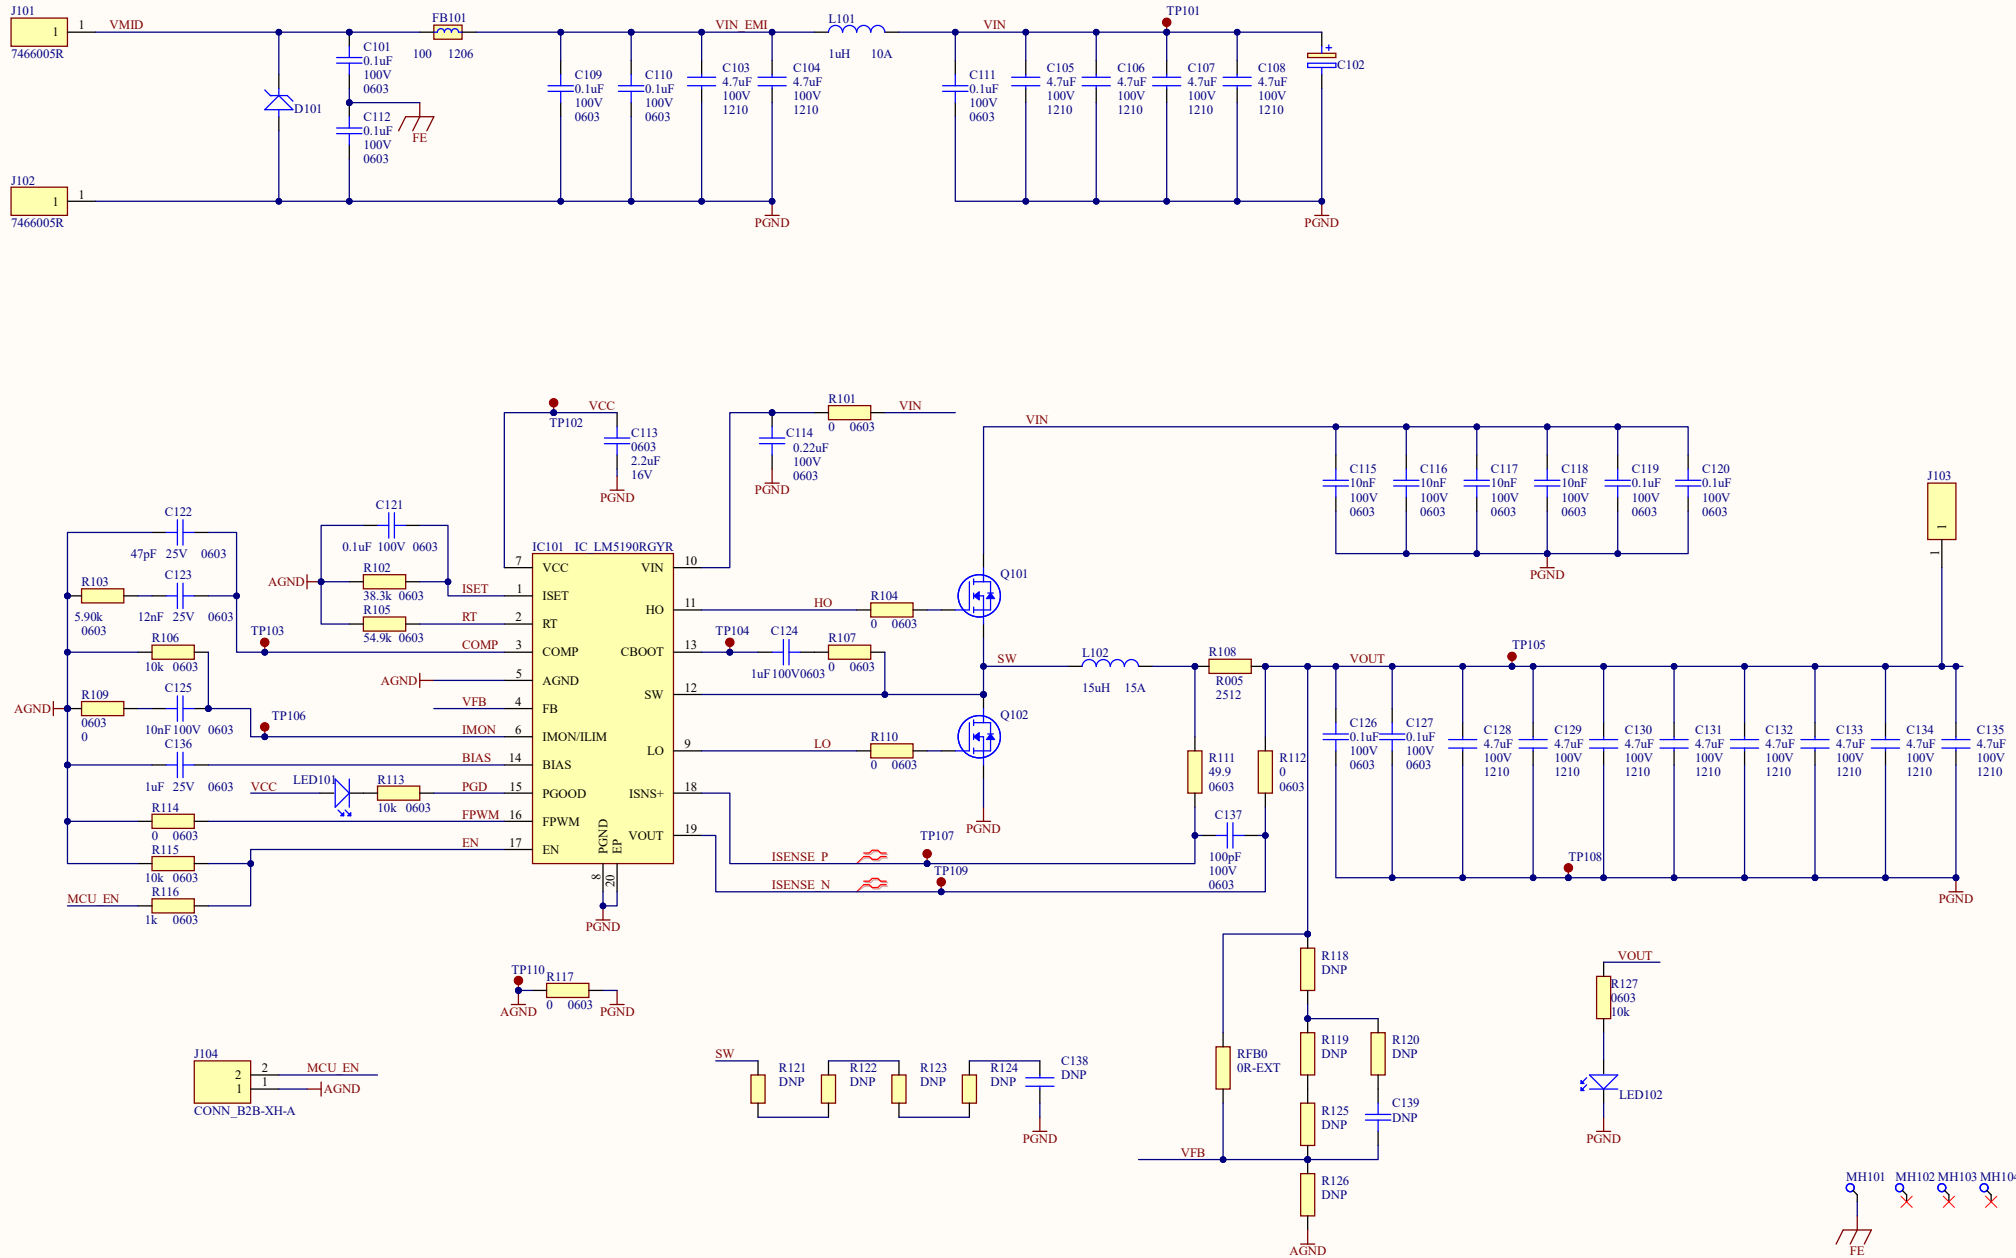 J101
1
1
7466005R
VMID
FB101
100
1206
VIN_EMI
L101
1uH
10A
VIN
TP101
D101
C101
0.1uF
100V
0603
C112
0.1uF
100V
0603
FE
C109
0.1uF
100V
0603
C110
0.1uF
100V
0603
C103
4.7uF
100V
1210
C104
4.7uF
100V
1210
C111
0.1uF
100V
0603
C105
4.7uF
100V
1210
C106
4.7uF
100V
1210
C107
4.7uF
100V
1210
C108
4.7uF
100V
1210
+
C102
J102
1
1
7466005R
PGND
PGND
TP102
VCC
C113
0603
2.2uF
16V
PGND
R101
0
0603
VIN
C114
0.22uF
100V
0603
PGND
VIN
C115
10nF
100V
0603
C116
10nF
100V
0603
C117
10nF
100V
0603
C118
10nF
100V
0603
C119
0.1uF
100V
0603
C120
0.1uF
100V
0603
PGND
J103
1
1
C122
47pF
25V
0603
R103
5.90k
0603
C123
12nF
25V
0603
R106
10k
0603
TP103
AGND
R109
0603
0
C125
10nF
100V
0603
TP106
C136
1uF
25V
0603
C121
0.1uF
100V
0603
AGND
R102
38.3k
0603
R105
54.9k
0603
ISET
RT
COMP
AGND
VFB
IMON
BIAS
VCC
LED101
R113
10k
0603
PGD
FPWM
EN
R114
0
0603
R115
10k
0603
MCU_EN
R116
1k
0603
IC101
IC_LM5190RGYR
7
VCC
1
ISET
2
RT
3
COMP
5
AGND
4
FB
6
IMON/ILIM
14
BIAS
15
PGOOD
16
FPWM
17
EN
VIN
10
HO
11
CBOOT
13
SW
12
LO
9
ISNS+
18
VOUT
19
PGND
8
EP
20
PGND
HO
R104
0
0603
Q101
TP104
C124
1uF
100V
0603
R107
0
0603
SW
LO
R110
0
0603
Q102
PGND
L102
15uH
15A
R108
R005
2512
R111
49.9
0603
R112
0
0603
C137
100pF
100V
0603
ISENSE_P
TP107
ISENSE_N
TP109
VOUT
TP105
C126
0.1uF
100V
0603
C127
0.1uF
100V
0603
C128
4.7uF
100V
1210
C129
4.7uF
100V
1210
C130
4.7uF
100V
1210
C131
4.7uF
100V
1210
C132
4.7uF
100V
1210
C133
4.7uF
100V
1210
C134
4.7uF
100V
1210
C135
4.7uF
100V
1210
TP108
PGND
TP110
R117
0
0603
AGND
PGND
J104
2
1
2
1
MCU_EN
AGND
CONN_B2B-XH-A
SW
R121
DNP
R122
DNP
R123
DNP
R124
DNP
C138
DNP
PGND
R118
DNP
RFB0
0R-EXT
R119
DNP
R120
DNP
R125
DNP
C139
DNP
VFB
R126
DNP
AGND
VOUT
R127
0603
10k
LED102
PGND
MH101
MH102
MH103
MH104
FE